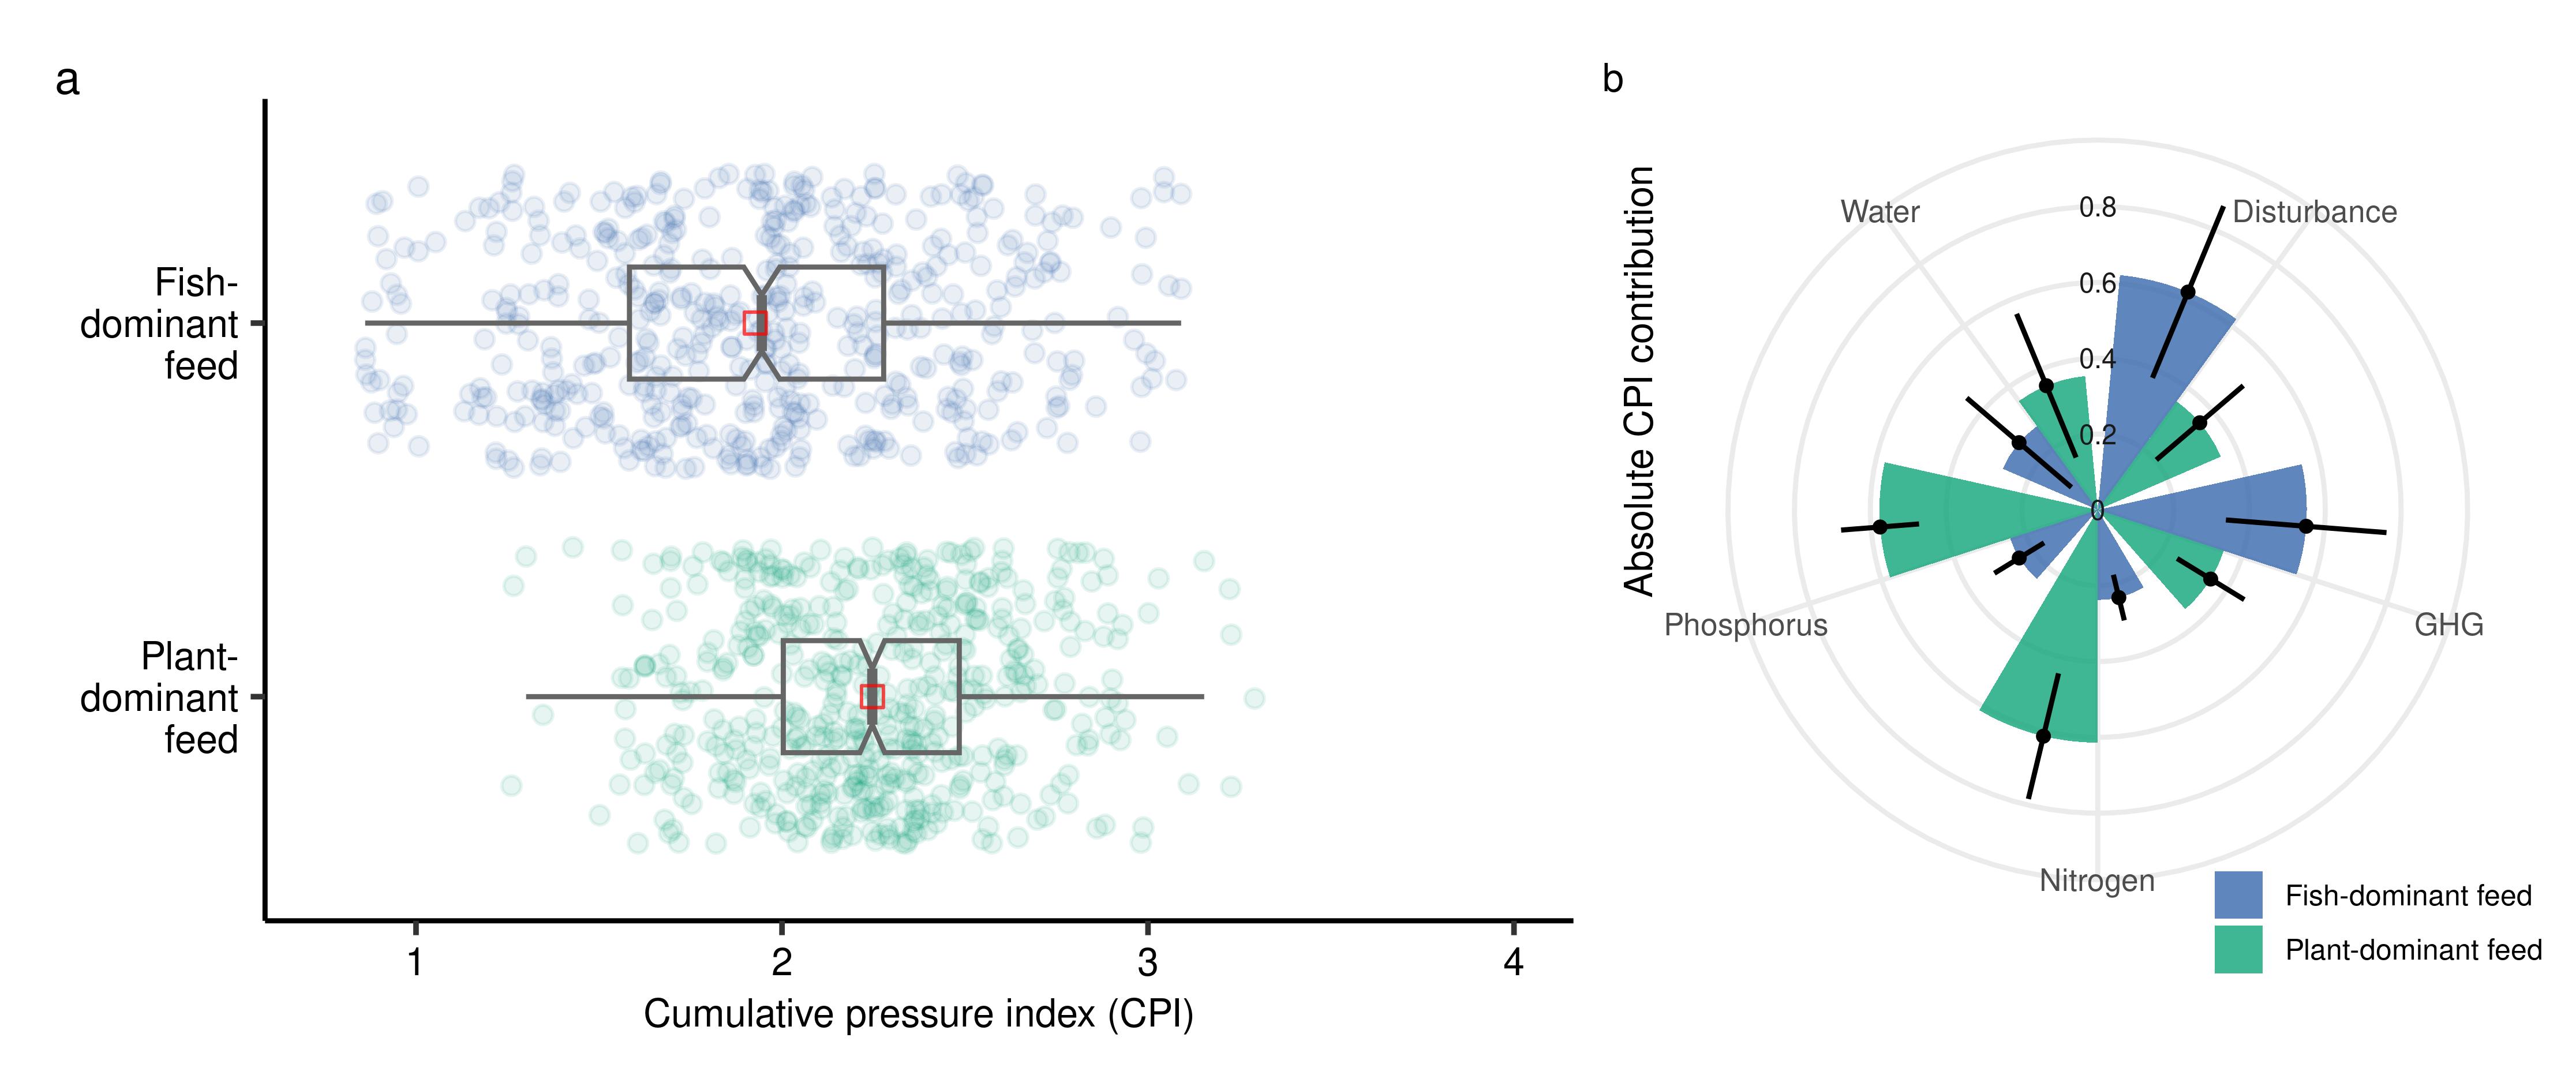 a
Fish-
dominant
feed
Plant-
dominant
feed
1
2
3
4
Cumulative pressure index (CPI)
b
Absolute CPI contribution
Water
Disturbance
0.8
0.6
0.4
0.2
0
Phosphorus
GHG
Nitrogen
Fish-dominant feed
Plant-dominant feed